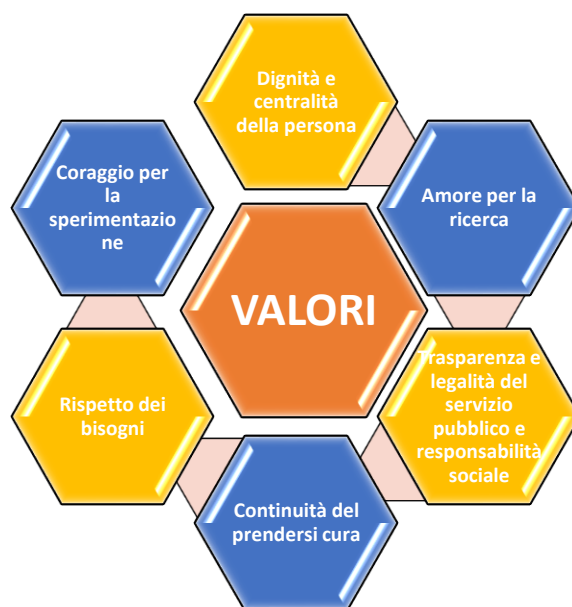 Dignità e
centralità
della persona
Amore per la
ricerca
Trasparenza e
legalità del
servizio
pubblico e
responsabilità
sociale
Continuità del
prendersi cura
Rispetto dei
bisogni
Coraggio per
la
sperimentazio
ne
VALORI